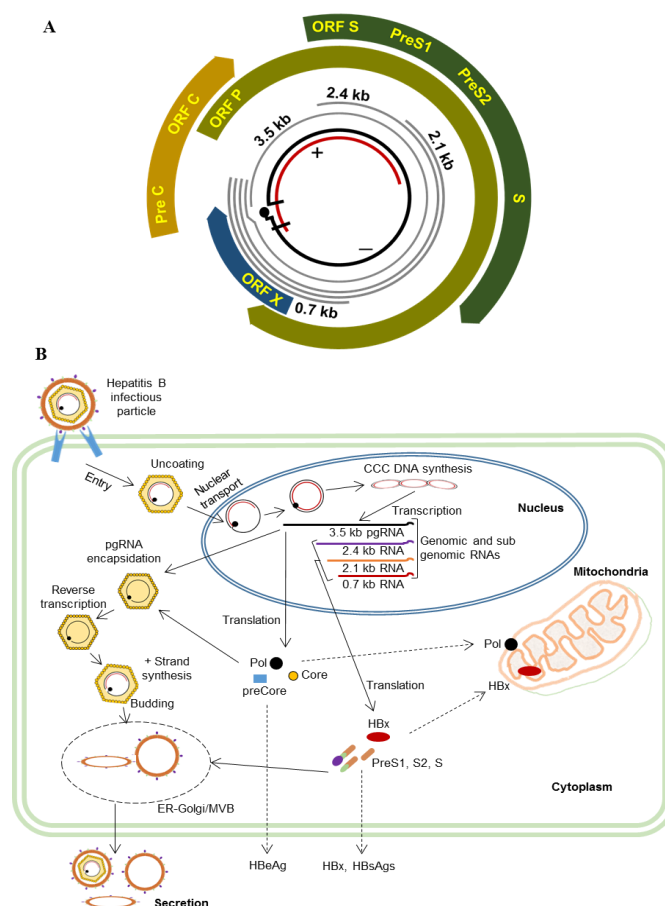 A
ORF S
PreS1
PreS2
S
ORF P
ORF C
Pre C
ORF X
3.5 kb
2.4 kb
2.1 kb
0.7 kb
+
–
B
Hepatitis B
infectious
particle
Entry
Uncoating
Nuclear
transport
CCC DNA synthesis
Transcription
Nucleus
3.5 kb pgRNA
2.4 kb RNA
2.1 kb RNA
0.7 kb RNA
Genomic and sub
genomic RNAs
pgRNA
encapsidation
Reverse
transcription
+ Strand
synthesis
Budding
Translation
Pol
Core
preCore
Translation
HBx
PreS1, S2, S
Mitochondria
Pol
HBx
Cytoplasm
ER-Golgi/MVB
HBeAg
HBx, HBsAgs
Secretion